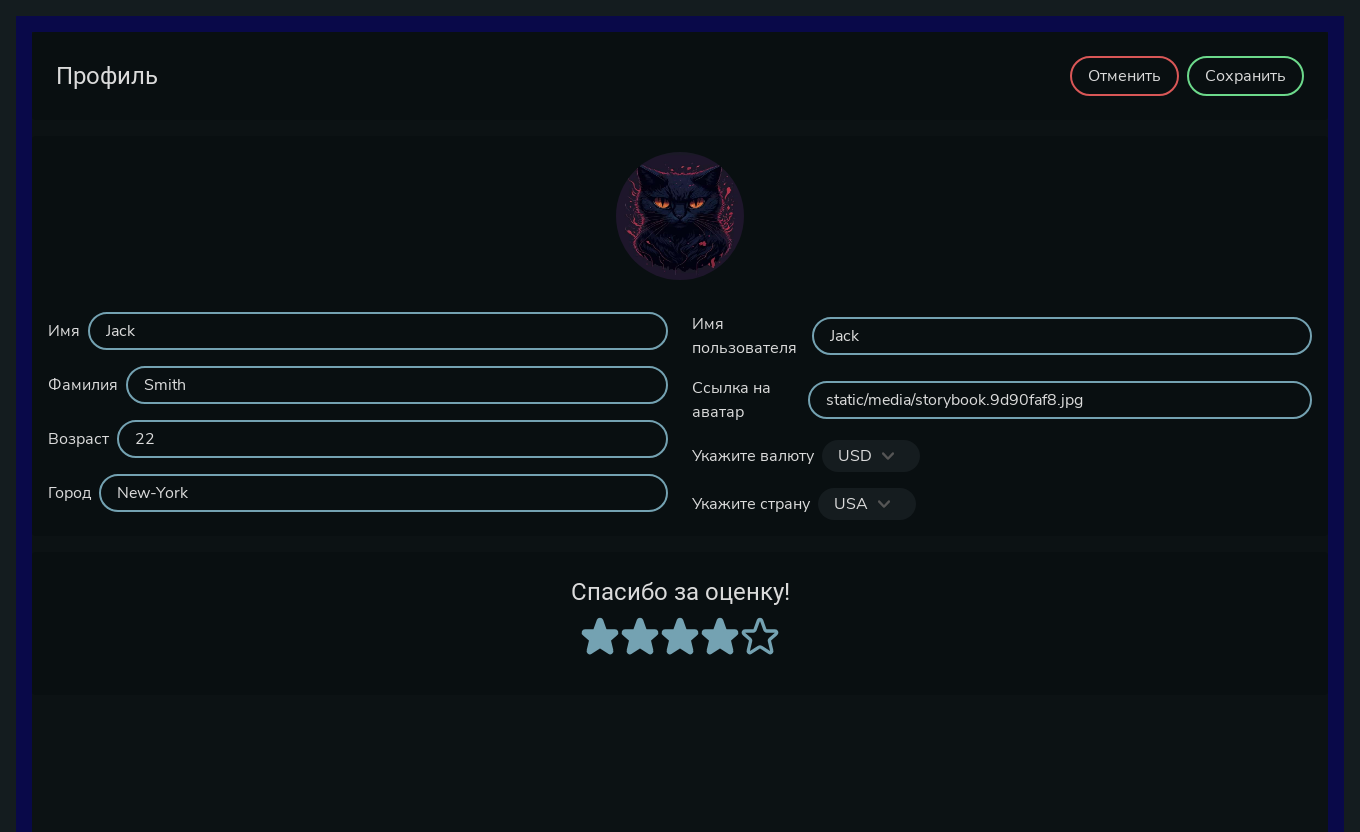 Профиль
Отменить
Сохранить
Имя
Jack
Фамилия
Smith
Возраст
22
Город
New-York
Имя
пользователя
Jack
Ссылка на
аватар
static/media/storybook.9d90faf8.jpg
Укажите валюту
USD
Укажите страну
USA
Спасибо за оценку!